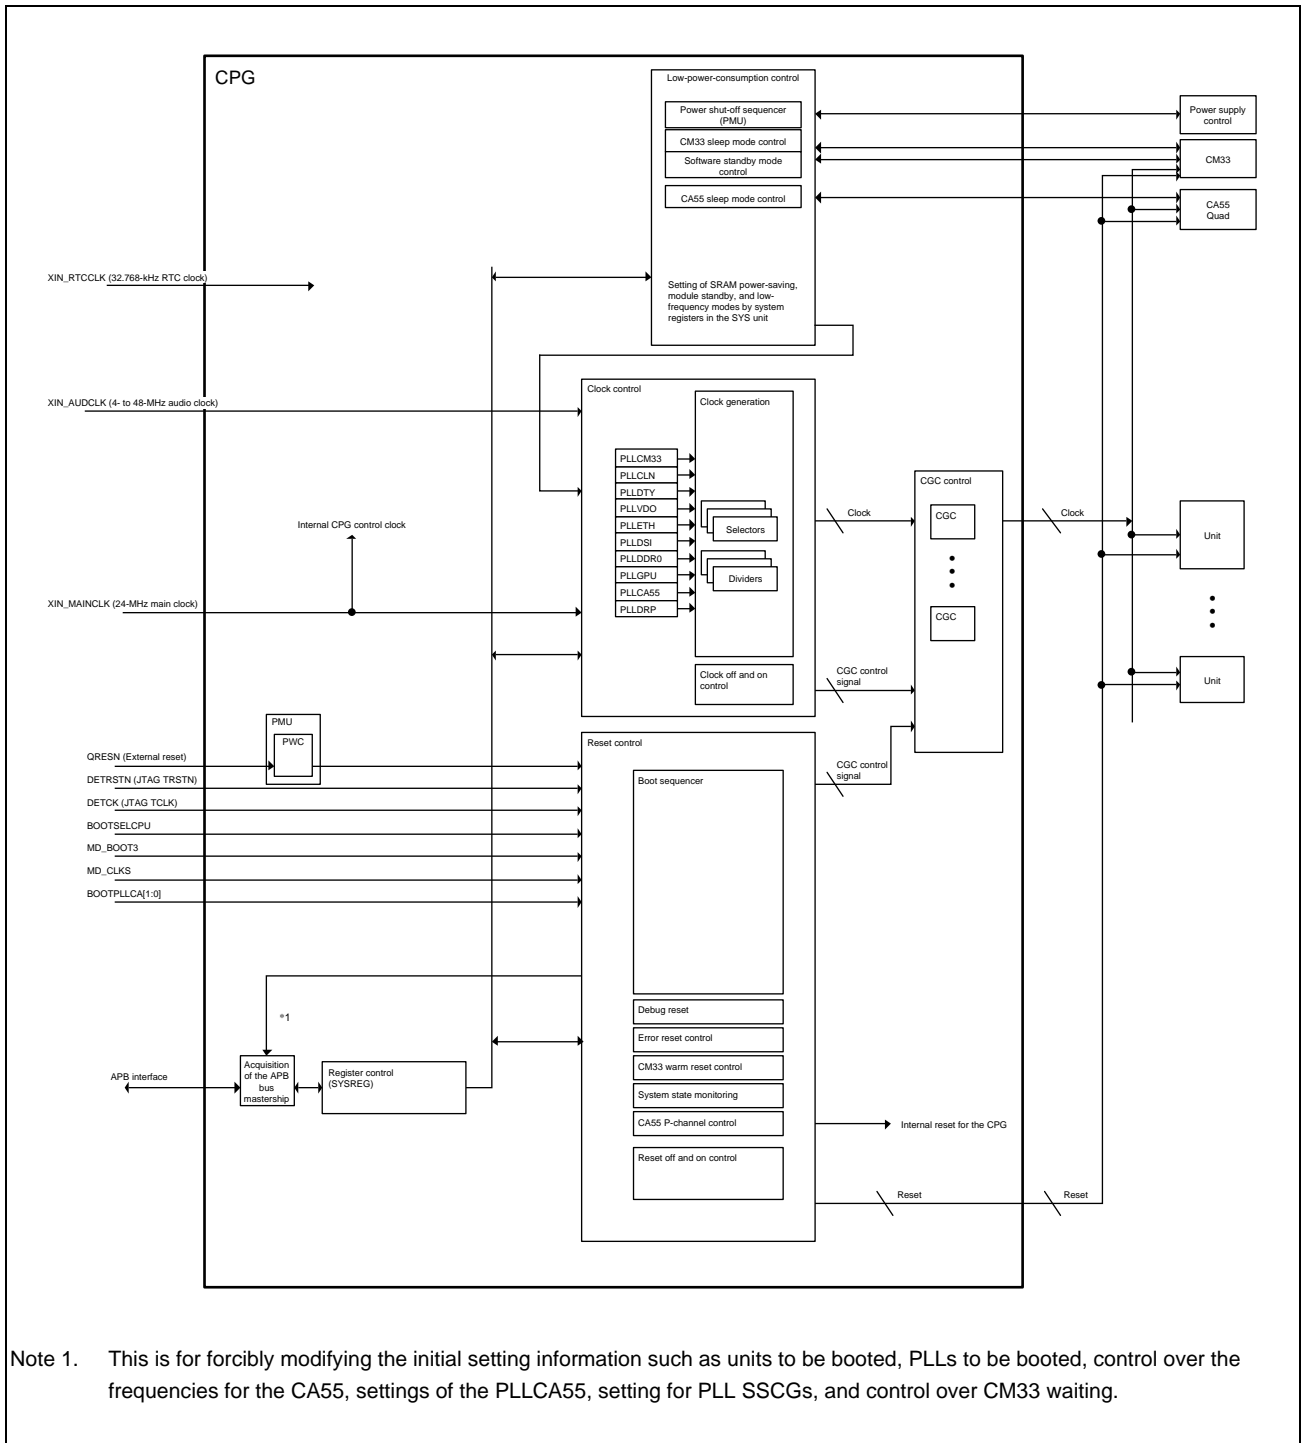 CPG
Low-power-consumption control
Power shut-off sequencer
(PMU)
CM33 sleep mode control
Software standby mode
control
CA55 sleep mode control
Setting of SRAM power-saving,
module standby, and low-
frequency modes by system
registers in the SYS unit
Power supply
control
CM33
CA55
Quad
XIN_RTCCLK (32.768-kHz RTC clock)
XIN_AUDCLK (4- to 48-MHz audio clock)
Internal CPG control clock
XIN_MAINCLK (24-MHz main clock)
Clock control
Clock generation
PLLCM33
PLLCLN
PLLDTY
PLLVDO
PLLETH
PLLDSI
PLLDDR0
PLLGPU
PLLCA55
PLLDRP
Selectors
Dividers
Clock off and on
control
Clock
CGC control
signal
CGC control
CGC
CGC
Clock
Unit
Unit
PMU
PWC
QRESN (External reset)
DETRSTN (JTAG TRSTN)
DETCK (JTAG TCLK)
BOOTSELCPU
MD_BOOT3
MD_CLKS
BOOTPLLCA[1:0]
Reset control
Boot sequencer
CGC control
signal
Debug reset
Error reset control
CM33 warm reset control
System state monitoring
CA55 P-channel control
Reset off and on control
*1
APB interface
Acquisition
of the APB
bus
mastership
Register control
(SYSREG)
Internal reset for the CPG
Reset
Reset
Note 1. This is for forcibly modifying the initial setting information such as units to be booted, PLLs to be booted, control over the
frequencies for the CA55, settings of the PLLCA55, setting for PLL SSCGs, and control over CM33 waiting.